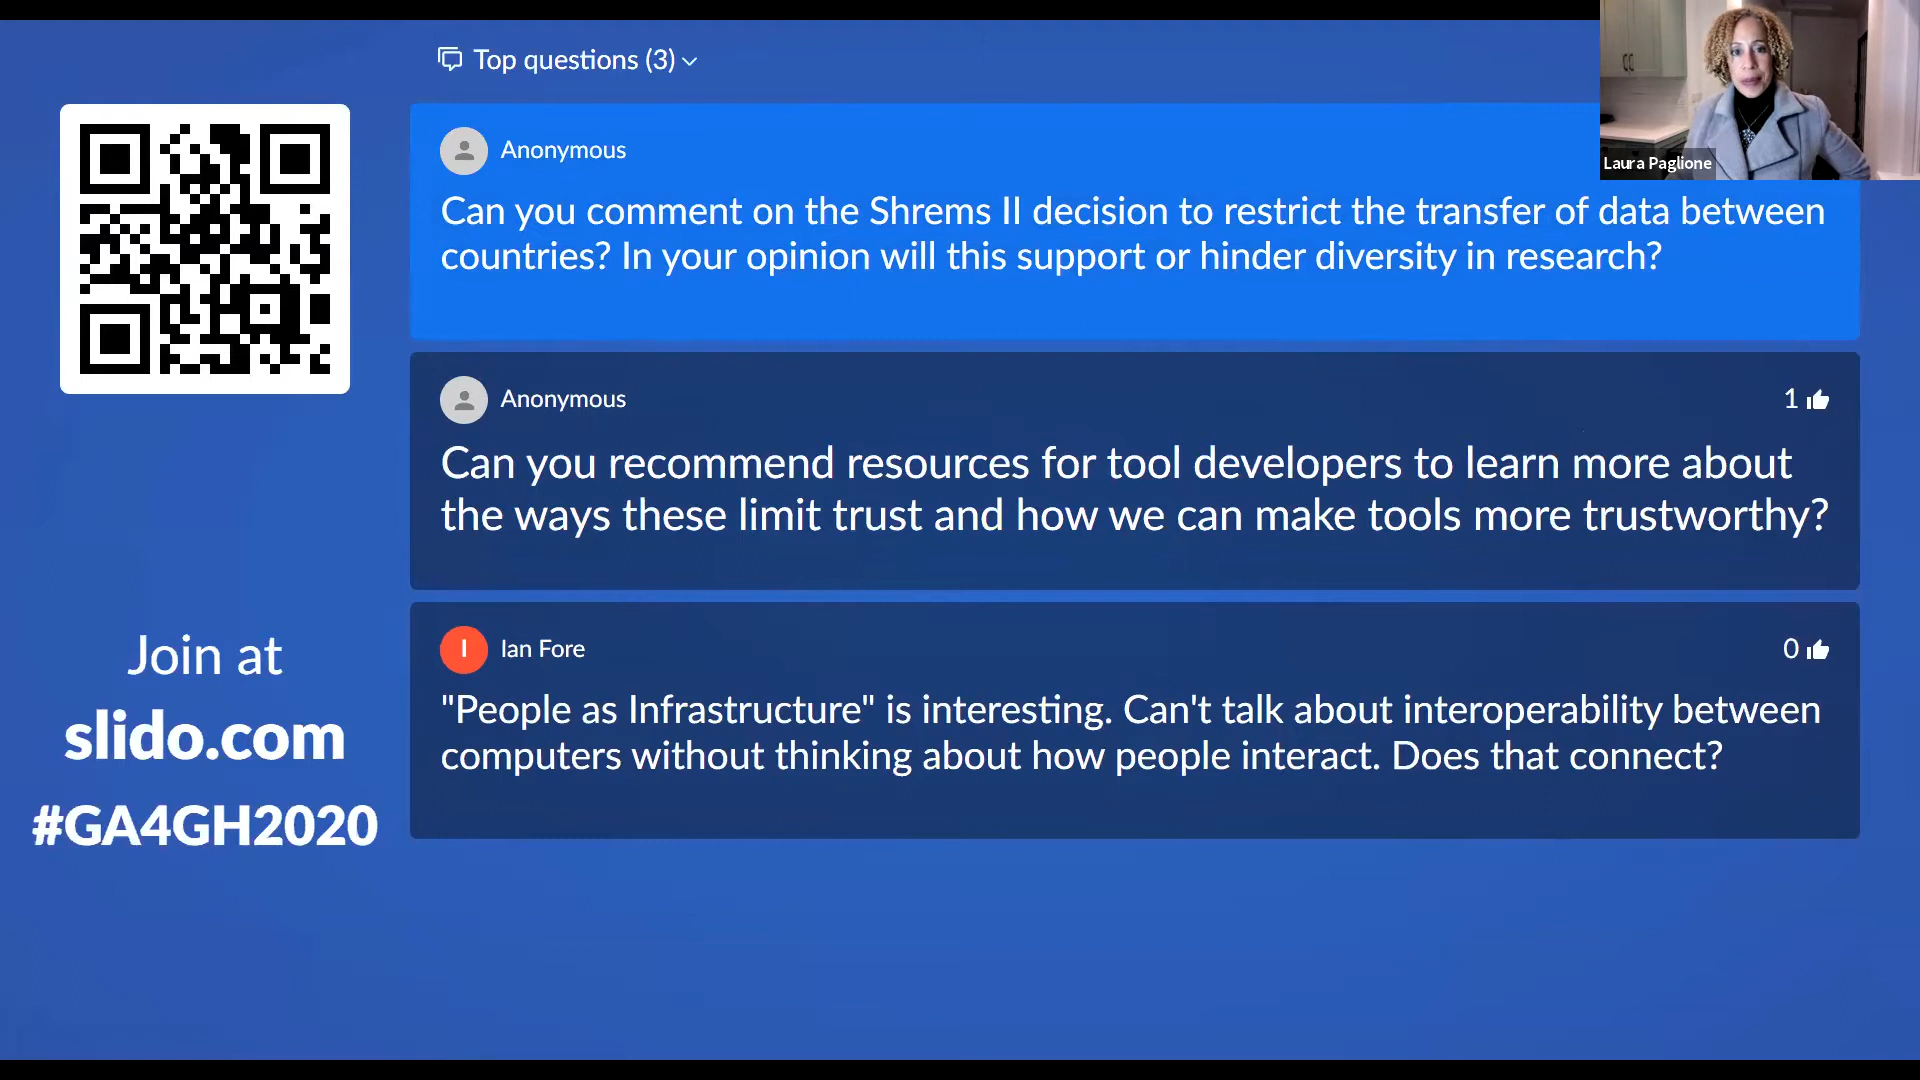 Top questions (3)
Laura Paglione
Anonymous
Can you comment on the Shrems II decision to restrict the transfer of data between
countries? In your opinion will this support or hinder diversity in research?
Anonymous
1
Can you recommend resources for tool developers to learn more about
the ways these limit trust and how we can make tools more trustworthy?
I
Ian Fore
0
"People as Infrastructure" is interesting. Can't talk about interoperability between
computers without thinking about how people interact. Does that connect?
Join at
slido.com
#GA4GH2020